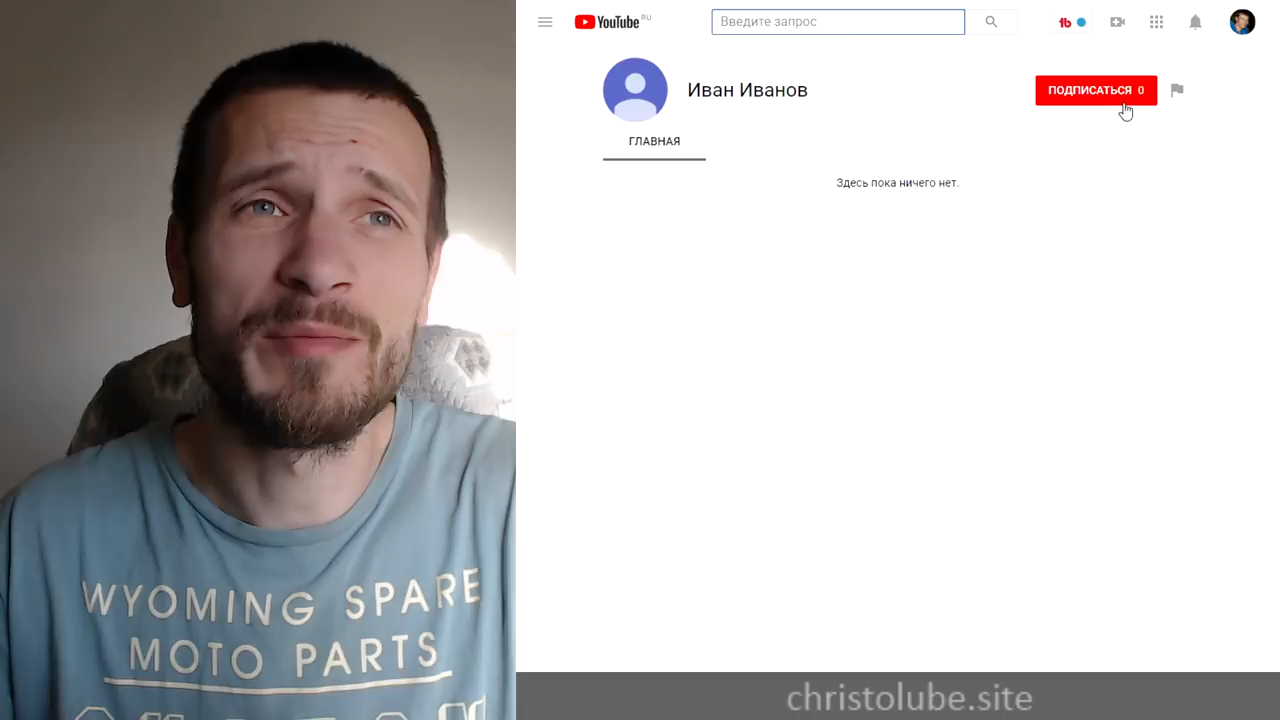 WYOMING SPARE
MOTO PARTS
YouTube RU
Введите запрос
tb
Иван Иванов
ПОДПИСАТЬСЯ 0
ГЛАВНАЯ
Здесь пока ничего нет.
christolube.site